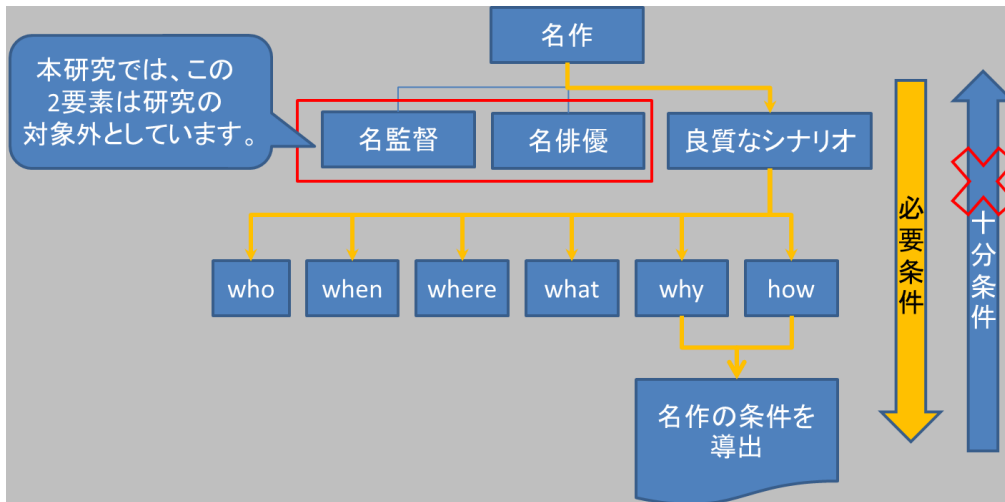 名作
本研究では、この
2要素は研究の
対象外としています。
名監督
名俳優
良質なシナリオ
who
when
where
what
why
how
名作の条件を
導出
必要条件
十分条件